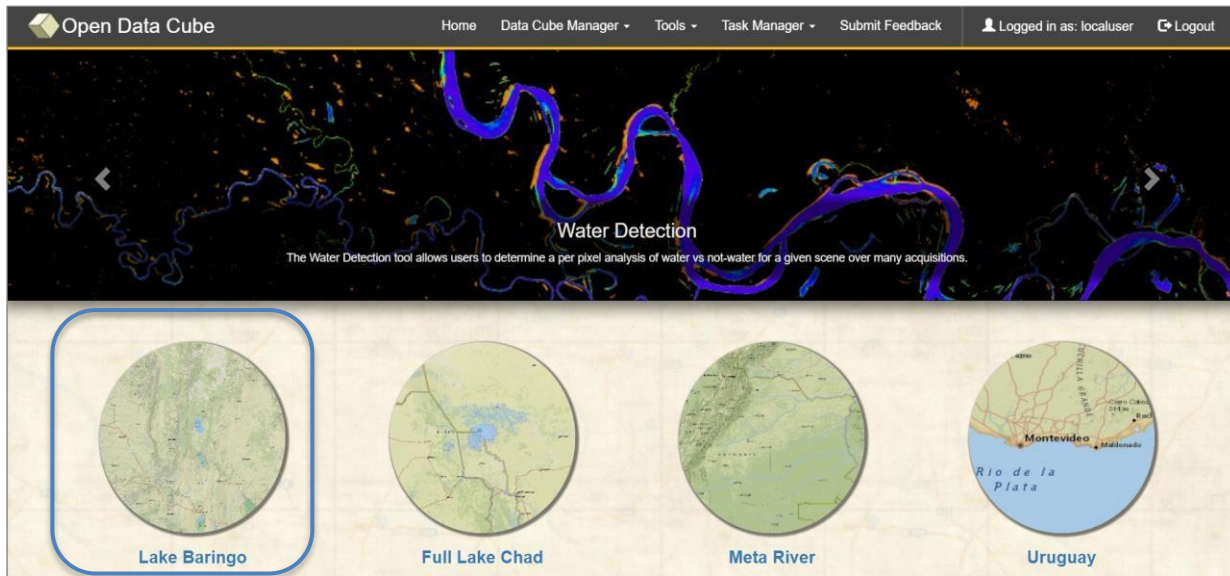 Open Data Cube
Home Data Cube Manager Tools Task Manager Submit Feedback Logged in as: localuser Logout
Water Detection
The Water Detection tool allows users to determine a per pixel analysis of water vs not-water for a given scene over many acquisitions.
CUCHILLA GRANDE
Montevideo
Maldonado
Rio de la
Plata
Lake Baringo Full Lake Chad Meta River Uruguay